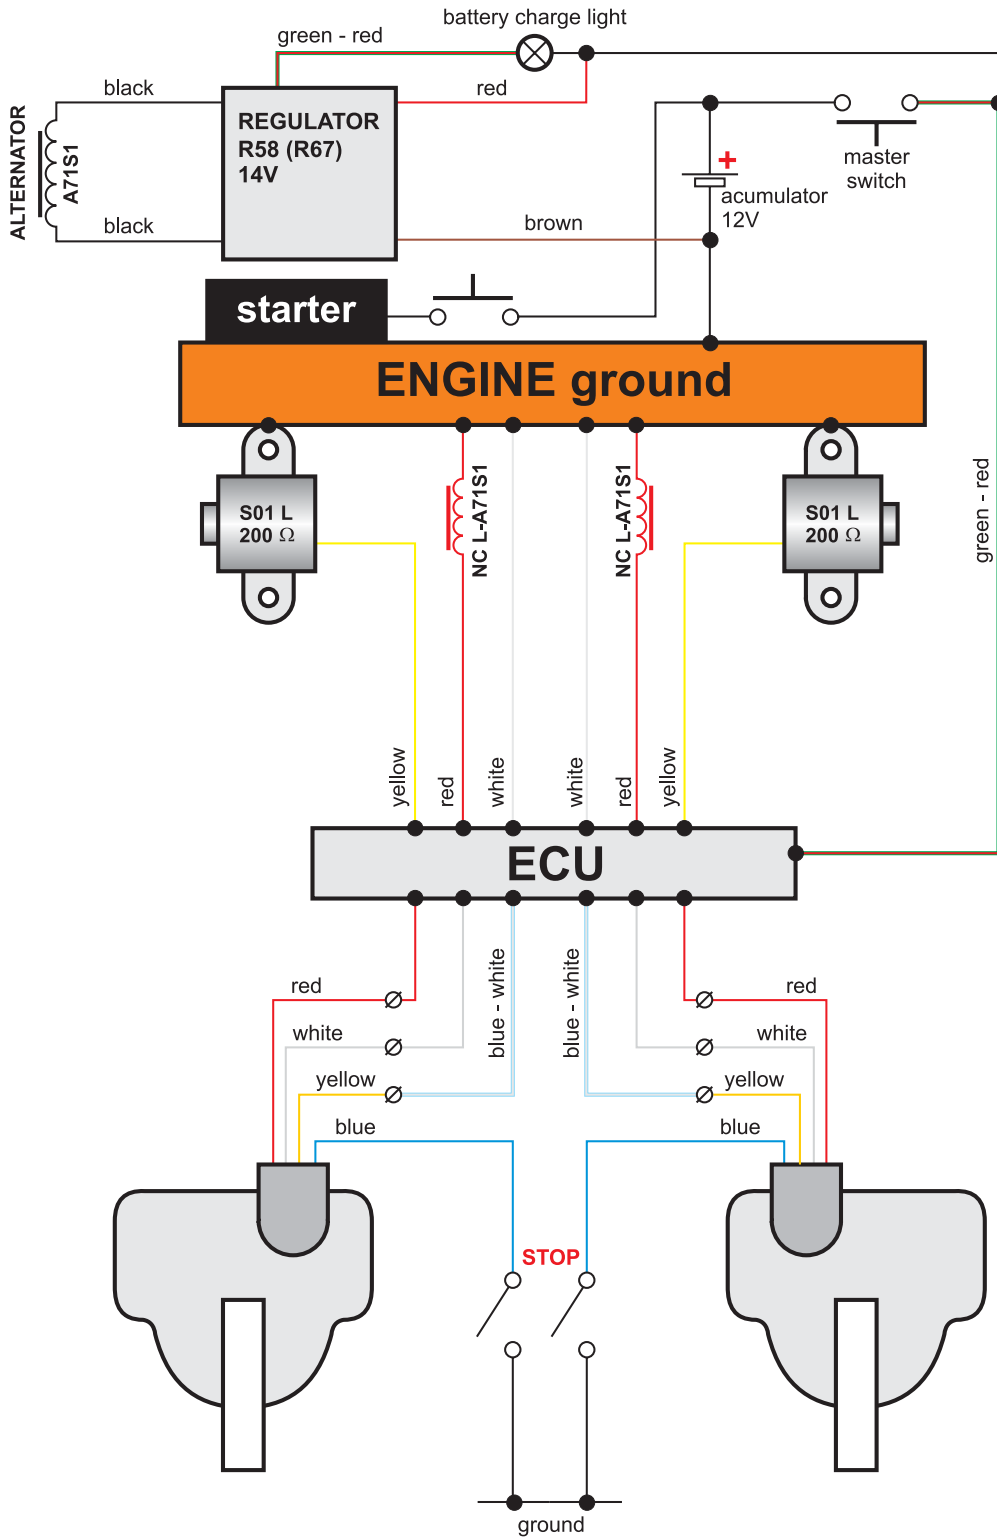 battery charge light
green - red
black
red
REGULATOR
R58 (R67)
14V
ALTERNATOR
A71S1
master
switch
+
acumulator
12V
black
brown
starter
ENGINE ground
S01 L
200 Ω
NC L-A71S1
NC L-A71S1
S01 L
200 Ω
green - red
yellow
red
white
white
red
yellow
ECU
red
white
yellow
blue
blue - white
blue - white
red
white
yellow
blue
STOP
ground